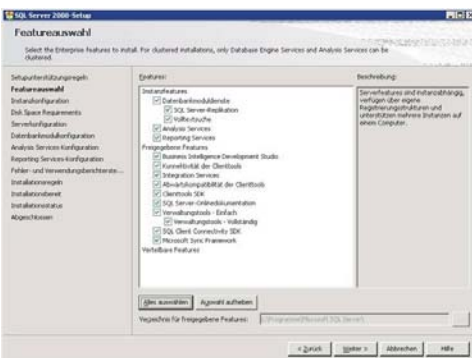 SQL Server 2008-Setup
Featureauswahl
Select the Enterprise features to install. For clustered installations, only Database Engine Services and Analysis Services can be
clustered.
Setupunterstützungsregeln
Featureauswahl
Instanzkonfiguration
Disk Space Requirements
Serverkonfiguration
Datenbankmodulkonfiguration
Analysis Services-Konfiguration
Reporting Services-Konfiguration
Fehler- und Verwendungsberichterste...
Installationsregeln
Installationsbereit
Installationsstatus
Abgeschlossen
Features:
Instanzfeatures
Datenbankmoduldienste
SQL Server-Replikation
Volltextsuche
Analysis Services
Reporting Services
Freigegebene Features
Business Intelligence Development Studio
Konnektivität der Clienttools
Integration Services
Abwärtskompatibilität der Clienttools
Clienttools SDK
SQL Server-Onlinedokumentation
Verwaltungstools - Einfach
Verwaltungstools - Vollständig
SQL Client Connectivity SDK
Microsoft Sync Framework
Verteilbare Features
Beschreibung:
Serverfeatures sind instanzabhängig,
verfügen über eigene
Registrierungsstrukturen und
unterstützen mehrere Instanzen auf
einem Computer.
Alles auswählen
Auswahl aufheben
Verzeichnis für freigegebene Features:
C:\Programme\Microsoft SQL Server\
...
< Zurück
Weiter >
Abbrechen
Hilfe